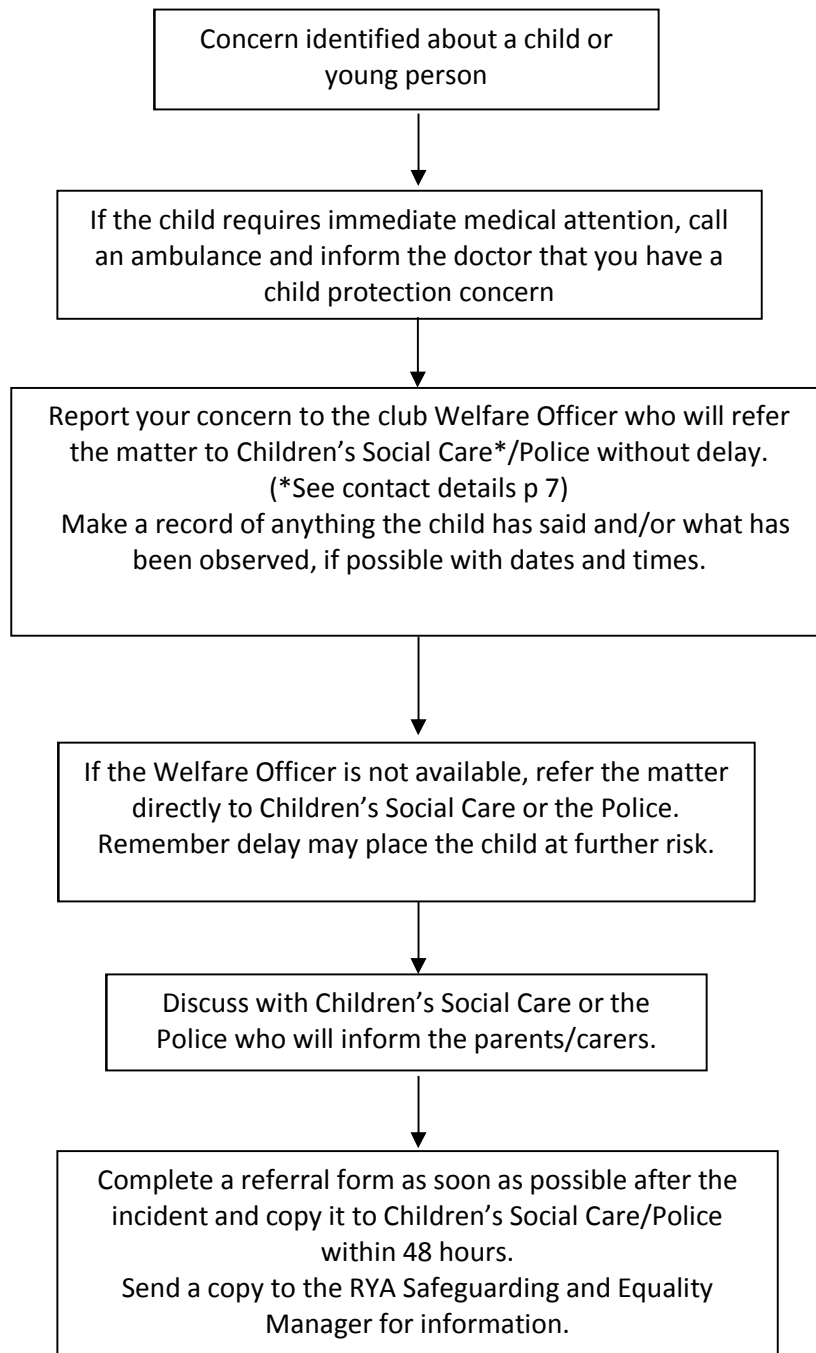 Concern identified about a child or
young person
If the child requires immediate medical attention, call
an ambulance and inform the doctor that you have a
child protection concern
Report your concern to the club Welfare Officer who will refer
the matter to Children’s Social Care*/Police without delay.
(*See contact details p 7)
Make a record of anything the child has said and/or what has
been observed, if possible with dates and times.
If the Welfare Officer is not available, refer the matter
directly to Children’s Social Care or the Police.
Remember delay may place the child at further risk.
Discuss with Children’s Social Care or the
Police who will inform the parents/carers.
Complete a referral form as soon as possible after the
incident and copy it to Children’s Social Care/Police
within 48 hours.
Send a copy to the RYA Safeguarding and Equality
Manager for information.